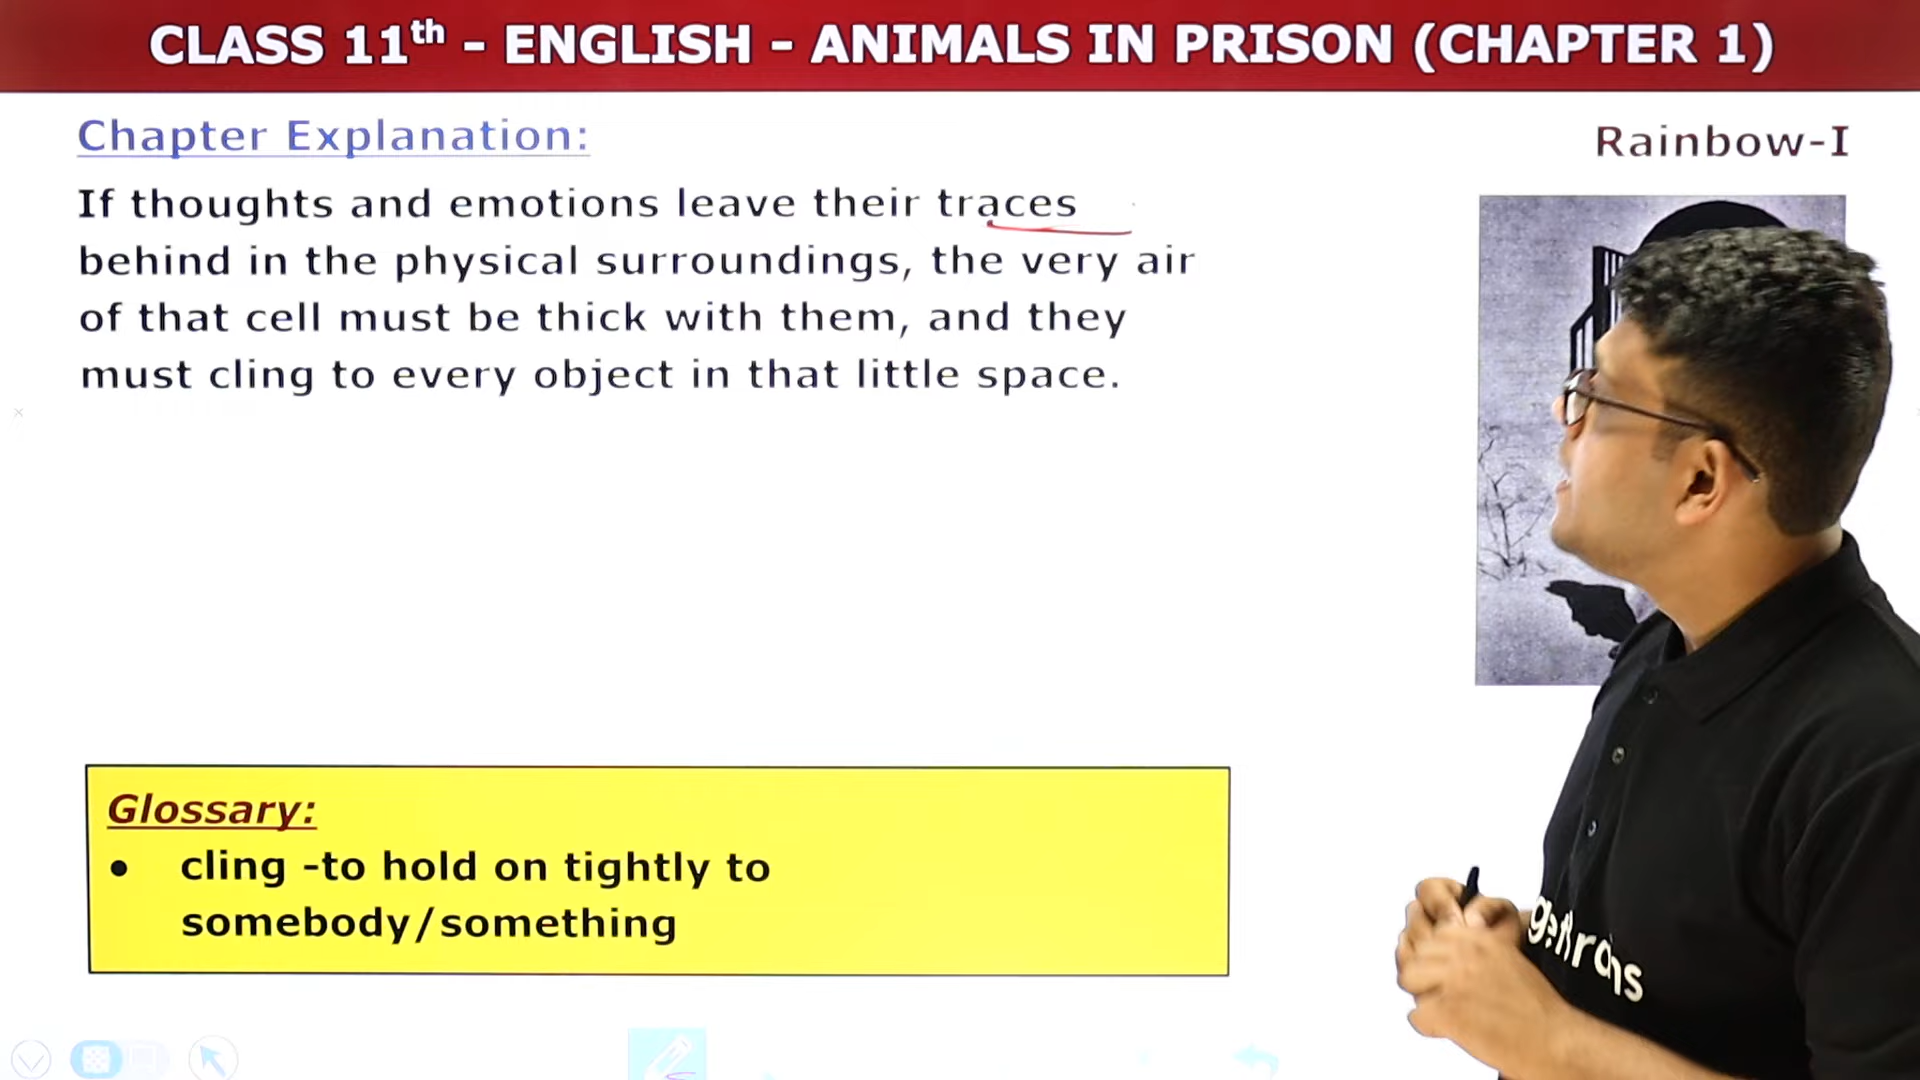 CLASS 11th - ENGLISH - ANIMALS IN PRISON (CHAPTER 1)
Chapter Explanation:
Rainbow-I
If thoughts and emotions leave their traces
behind in the physical surroundings, the very air
of that cell must be thick with them, and they
must cling to every object in that little space.
Glossary:
• cling -to hold on tightly to
somebody/something